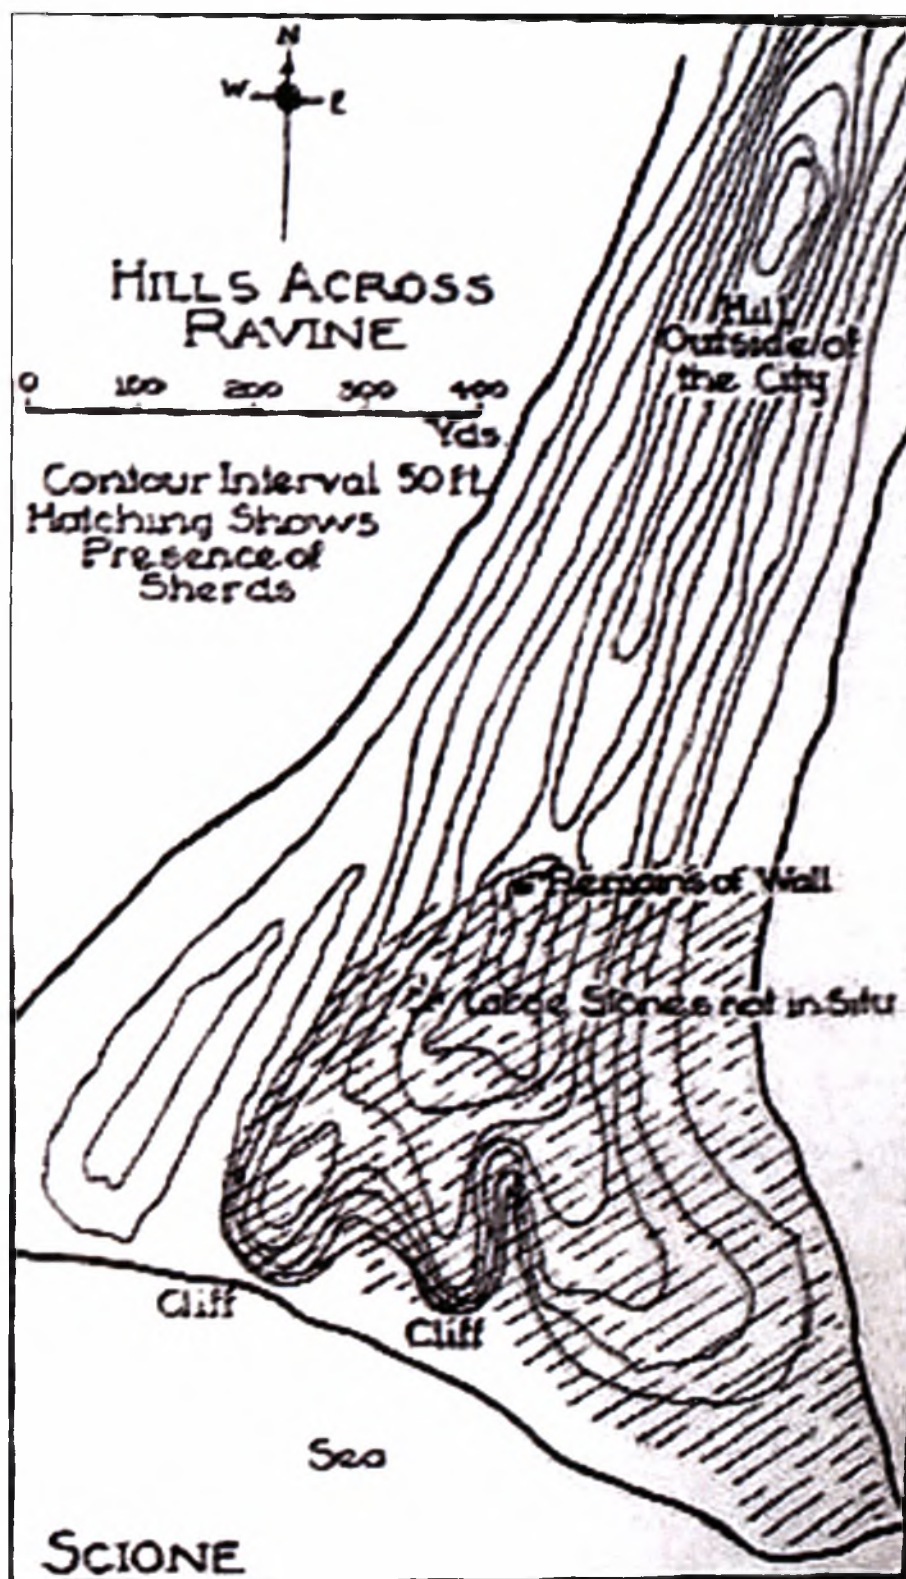 N
W E
HILLS ACROSS
RAVINE
0 100 200 300 400
Yds.
Contour Interval 50 ft.
Hatching Shows
Presence of
Sherds
Hill
Outside of
the City
Remains of Wall
Large Stones not in Situ
Cliff
Cliff
Sea
SCIONE